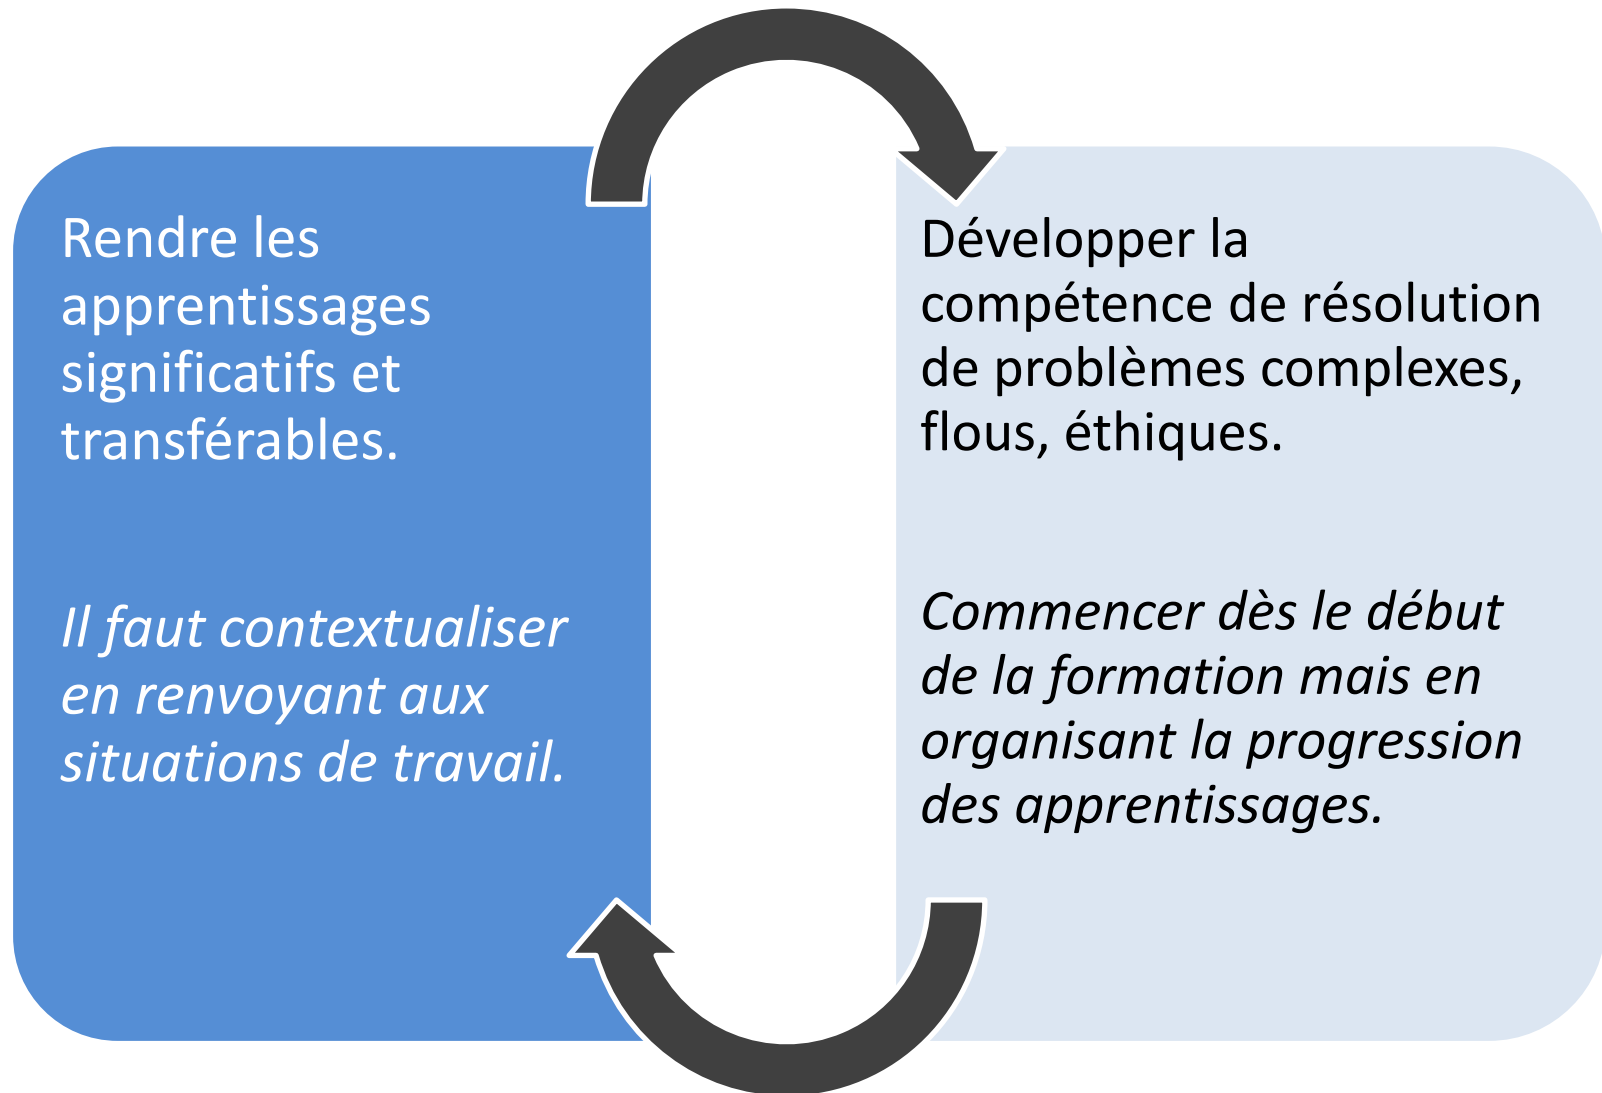 Rendre les
apprentissages
significatifs et
transférables.
Il faut contextualiser
en renvoyant aux
situations de travail.
Développer la
compétence de résolution
de problèmes complexes,
flous, éthiques.
Commencer dès le début
de la formation mais en
organisant la progression
des apprentissages.